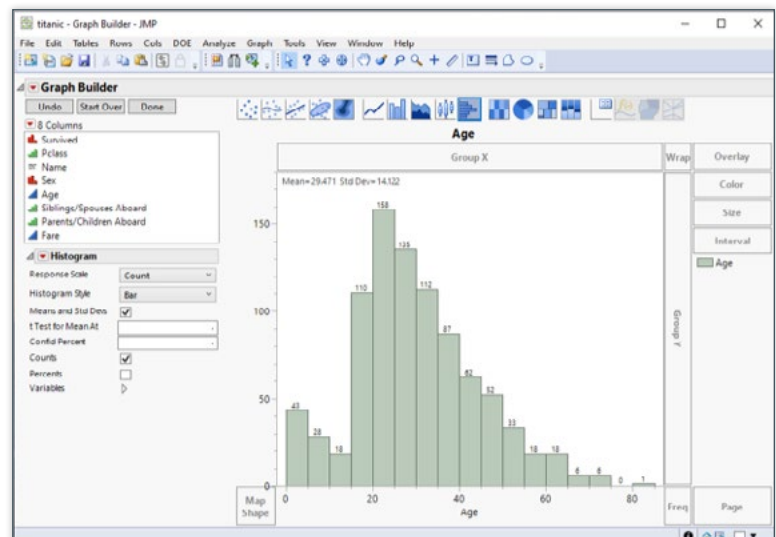 titanic - Graph Builder - JMP
File Edit Tables Rows Cols DOE Analyze Graph Tools View Window Help
Graph Builder
Undo Start Over Done
8 Columns
Survived
Pclass
Name
Sex
Age
Siblings/Spouses Aboard
Parents/Children Aboard
Fare
Histogram
Response Scale Count
Histogram Style Bar
Means and Std Devs
t Test for Mean At
Confid Percent
Counts
Percents
Variables
Age
Group X
Wrap
Overlay
Color
Size
Interval
Age
Mean=29.471 Std Dev=14.122
150
100
50
0
43
28
18
110
158
135
112
87
62
52
33
18
18
6
6
0
1
Group Y
Map Shape
0 20 40 60 80
Age
Freq
Page